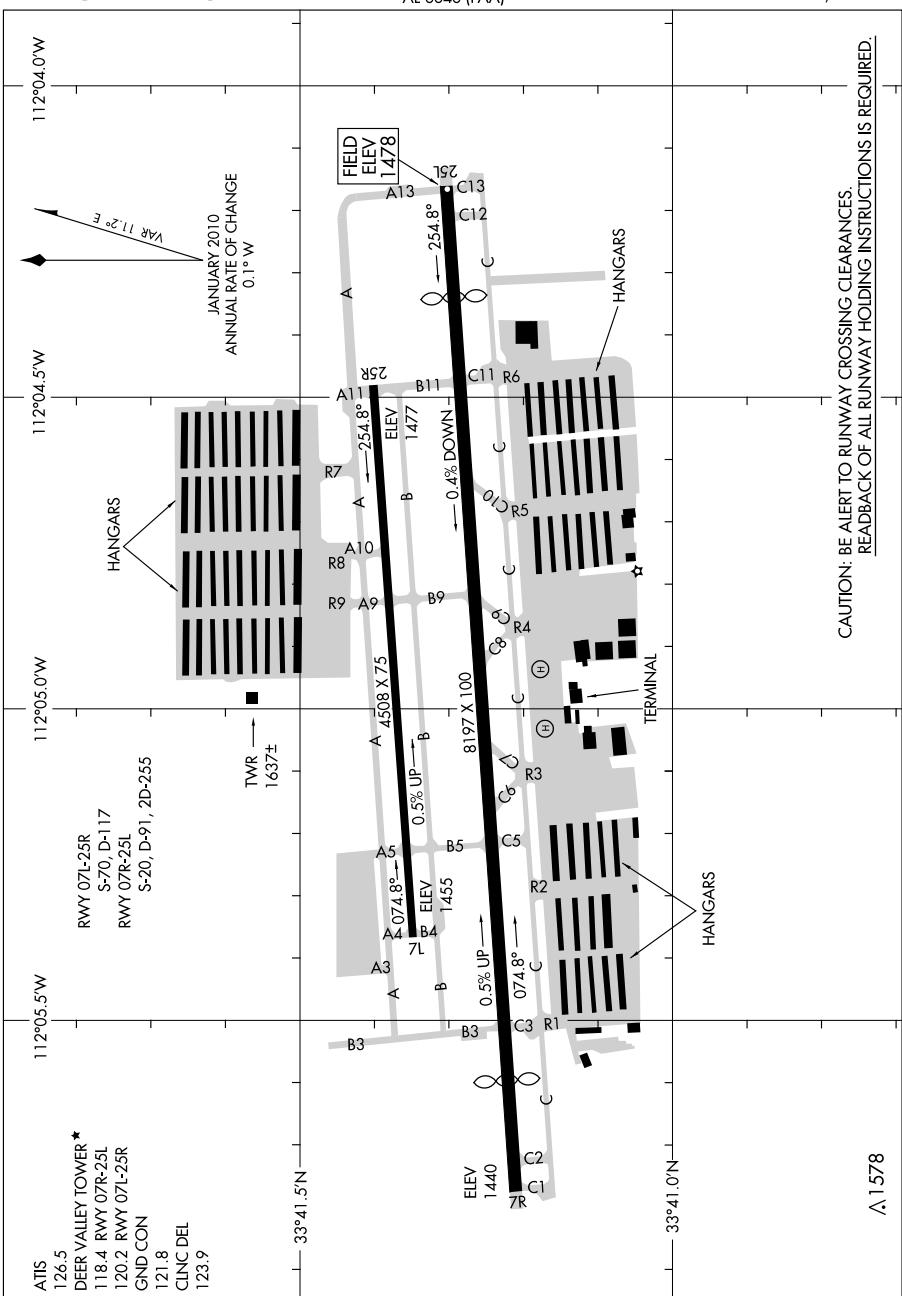 AL-6043 (FAA)
ATIS
126.5
DEER VALLEY TOWER★
118.4 RWY 07R-25L
120.2 RWY 07L-25R
GND CON
121.8
CLNC DEL
123.9
112°05.5'W
112°05.0'W
112°04.5'W
112°04.0'W
RWY 07L-25R
S-70, D-117
RWY 07R-25L
S-20, D-91, 2D-255
VAR 11.2° E
JANUARY 2010
ANNUAL RATE OF CHANGE
0.1° W
HANGARS
TWR
1637±
33°41.5'N
FIELD
ELEV
1478
B3
A3
A
A4
A5
A
R9
A9
R8
A10
A
R7
A11
A
A13
7L
074.8°
4508 X 75
254.8°
25R
B
B4
ELEV
1455
0.5% UP
B
B
ELEV
1477
B3
B5
B9
B11
254.8°
25L
ELEV
1440
7R
0.5% UP
074.8°
8197 X 100
0.4% DOWN
C1
C2
C
C3
R1
C
R2
C5
C6
C7
R3
C
C8
C9
R4
C
C10
R5
C
C11
R6
C
C12
C13
H
H
HANGARS
TERMINAL
HANGARS
33°41.0'N
1578
CAUTION: BE ALERT TO RUNWAY CROSSING CLEARANCES.
READBACK OF ALL RUNWAY HOLDING INSTRUCTIONS IS REQUIRED.